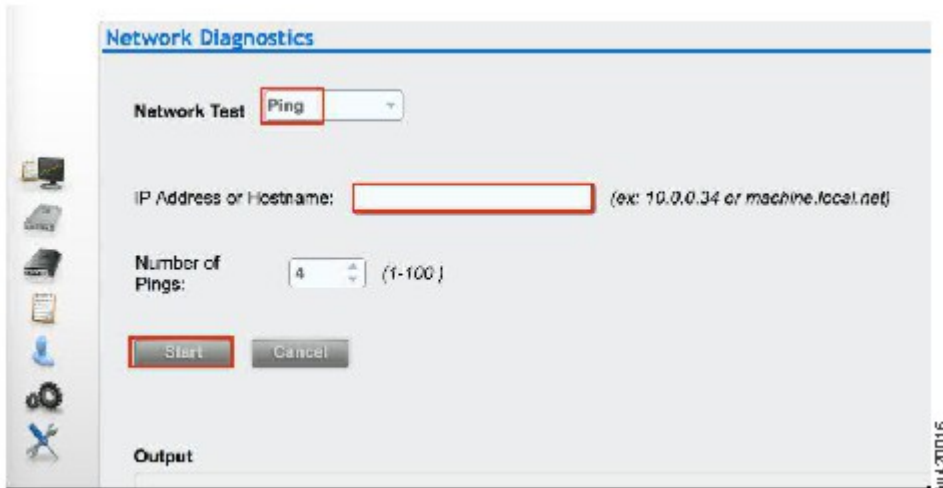 Network Diagnostics
Network Test Ping
IP Address or Hostname: (ex: 10.0.0.34 or machine.local.net)
Number of
Pings:
4 (1-100 )
Start Cancel
Output